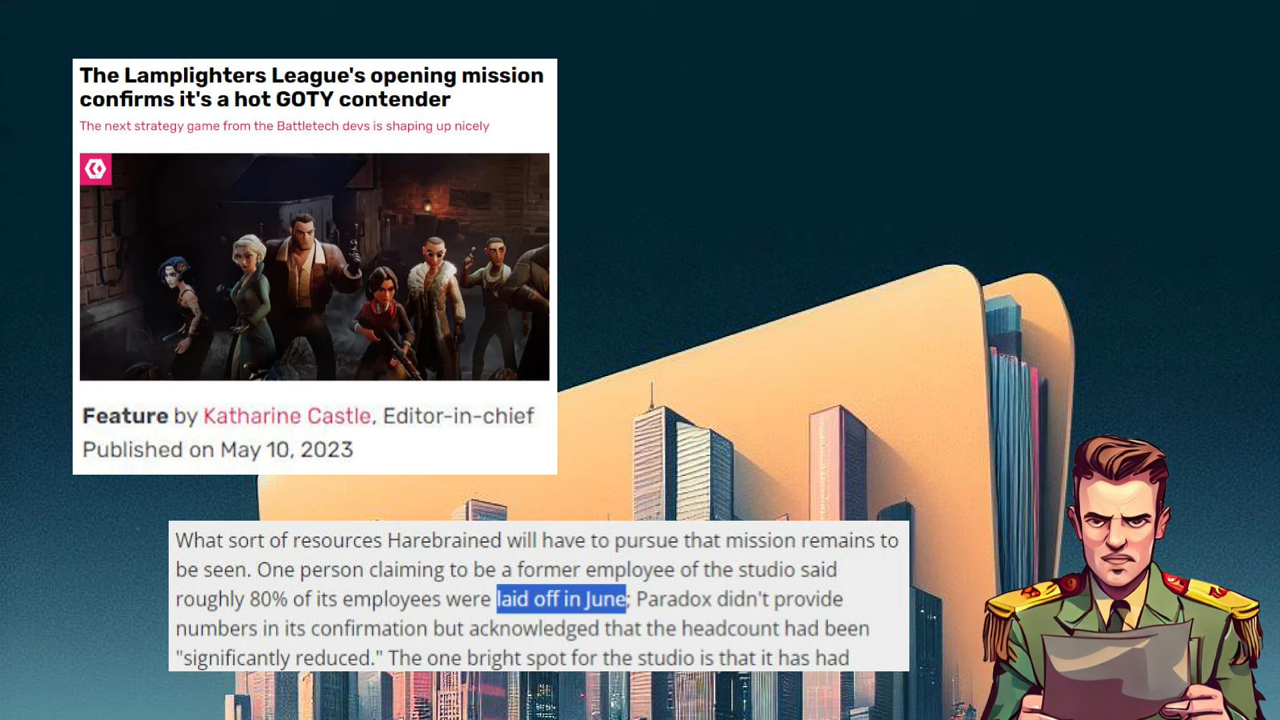 The Lamplighters League's opening mission
confirms it's a hot GOTY contender
The next strategy game from the Battletech devs is shaping up nicely
Feature by Katharine Castle, Editor-in-chief
Published on May 10, 2023
What sort of resources Harebrained will have to pursue that mission remains to
be seen. One person claiming to be a former employee of the studio said
roughly 80% of its employees were laid off in June; Paradox didn't provide
numbers in its confirmation but acknowledged that the headcount had been
"significantly reduced." The one bright spot for the studio is that it has had